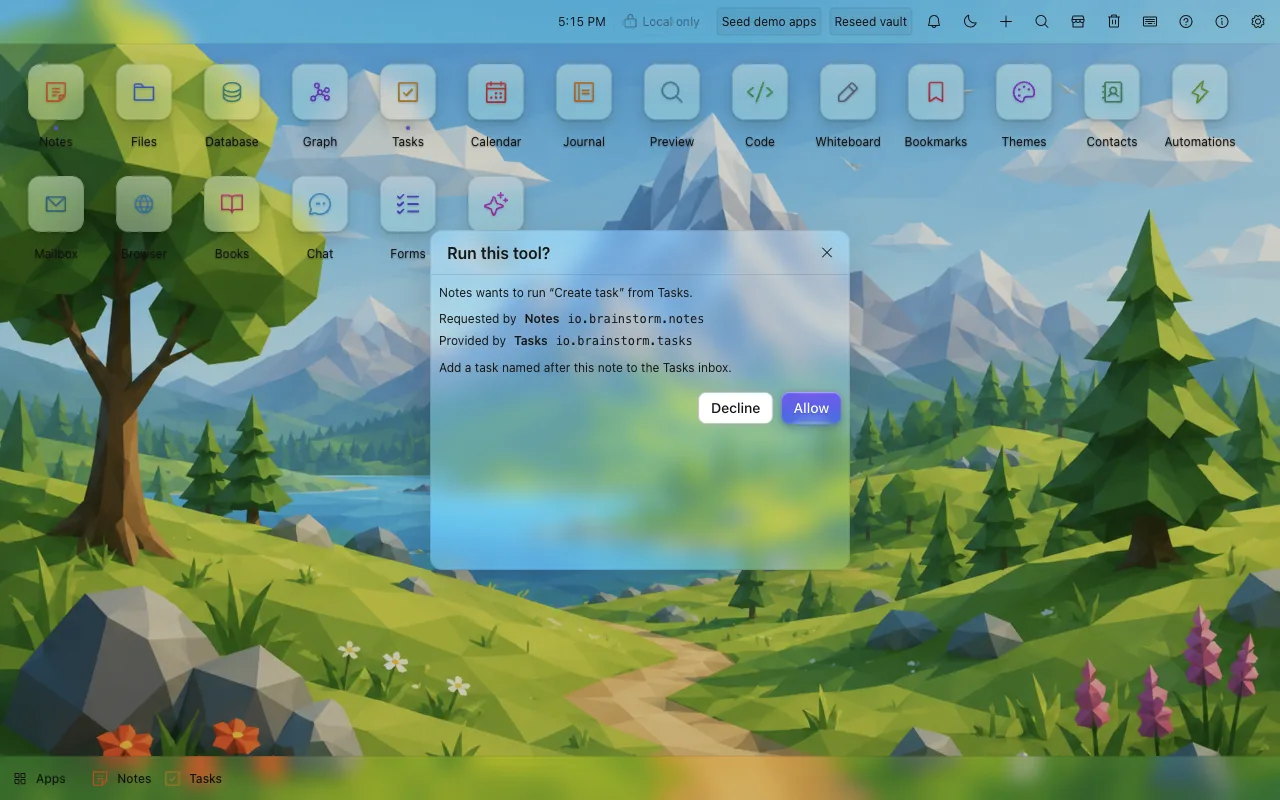 5:15 PM Local only Seed demo apps Reseed vault
Notes Files Database Graph Tasks Calendar Journal Preview Code Whiteboard Bookmarks Themes Contacts Automations
Mailbox Browser Books Chat Forms
Run this tool?
Notes wants to run “Create task” from Tasks.
Requested by Notes io.brainstorm.notes
Provided by Tasks io.brainstorm.tasks
Add a task named after this note to the Tasks inbox.
Decline Allow
Apps Notes Tasks